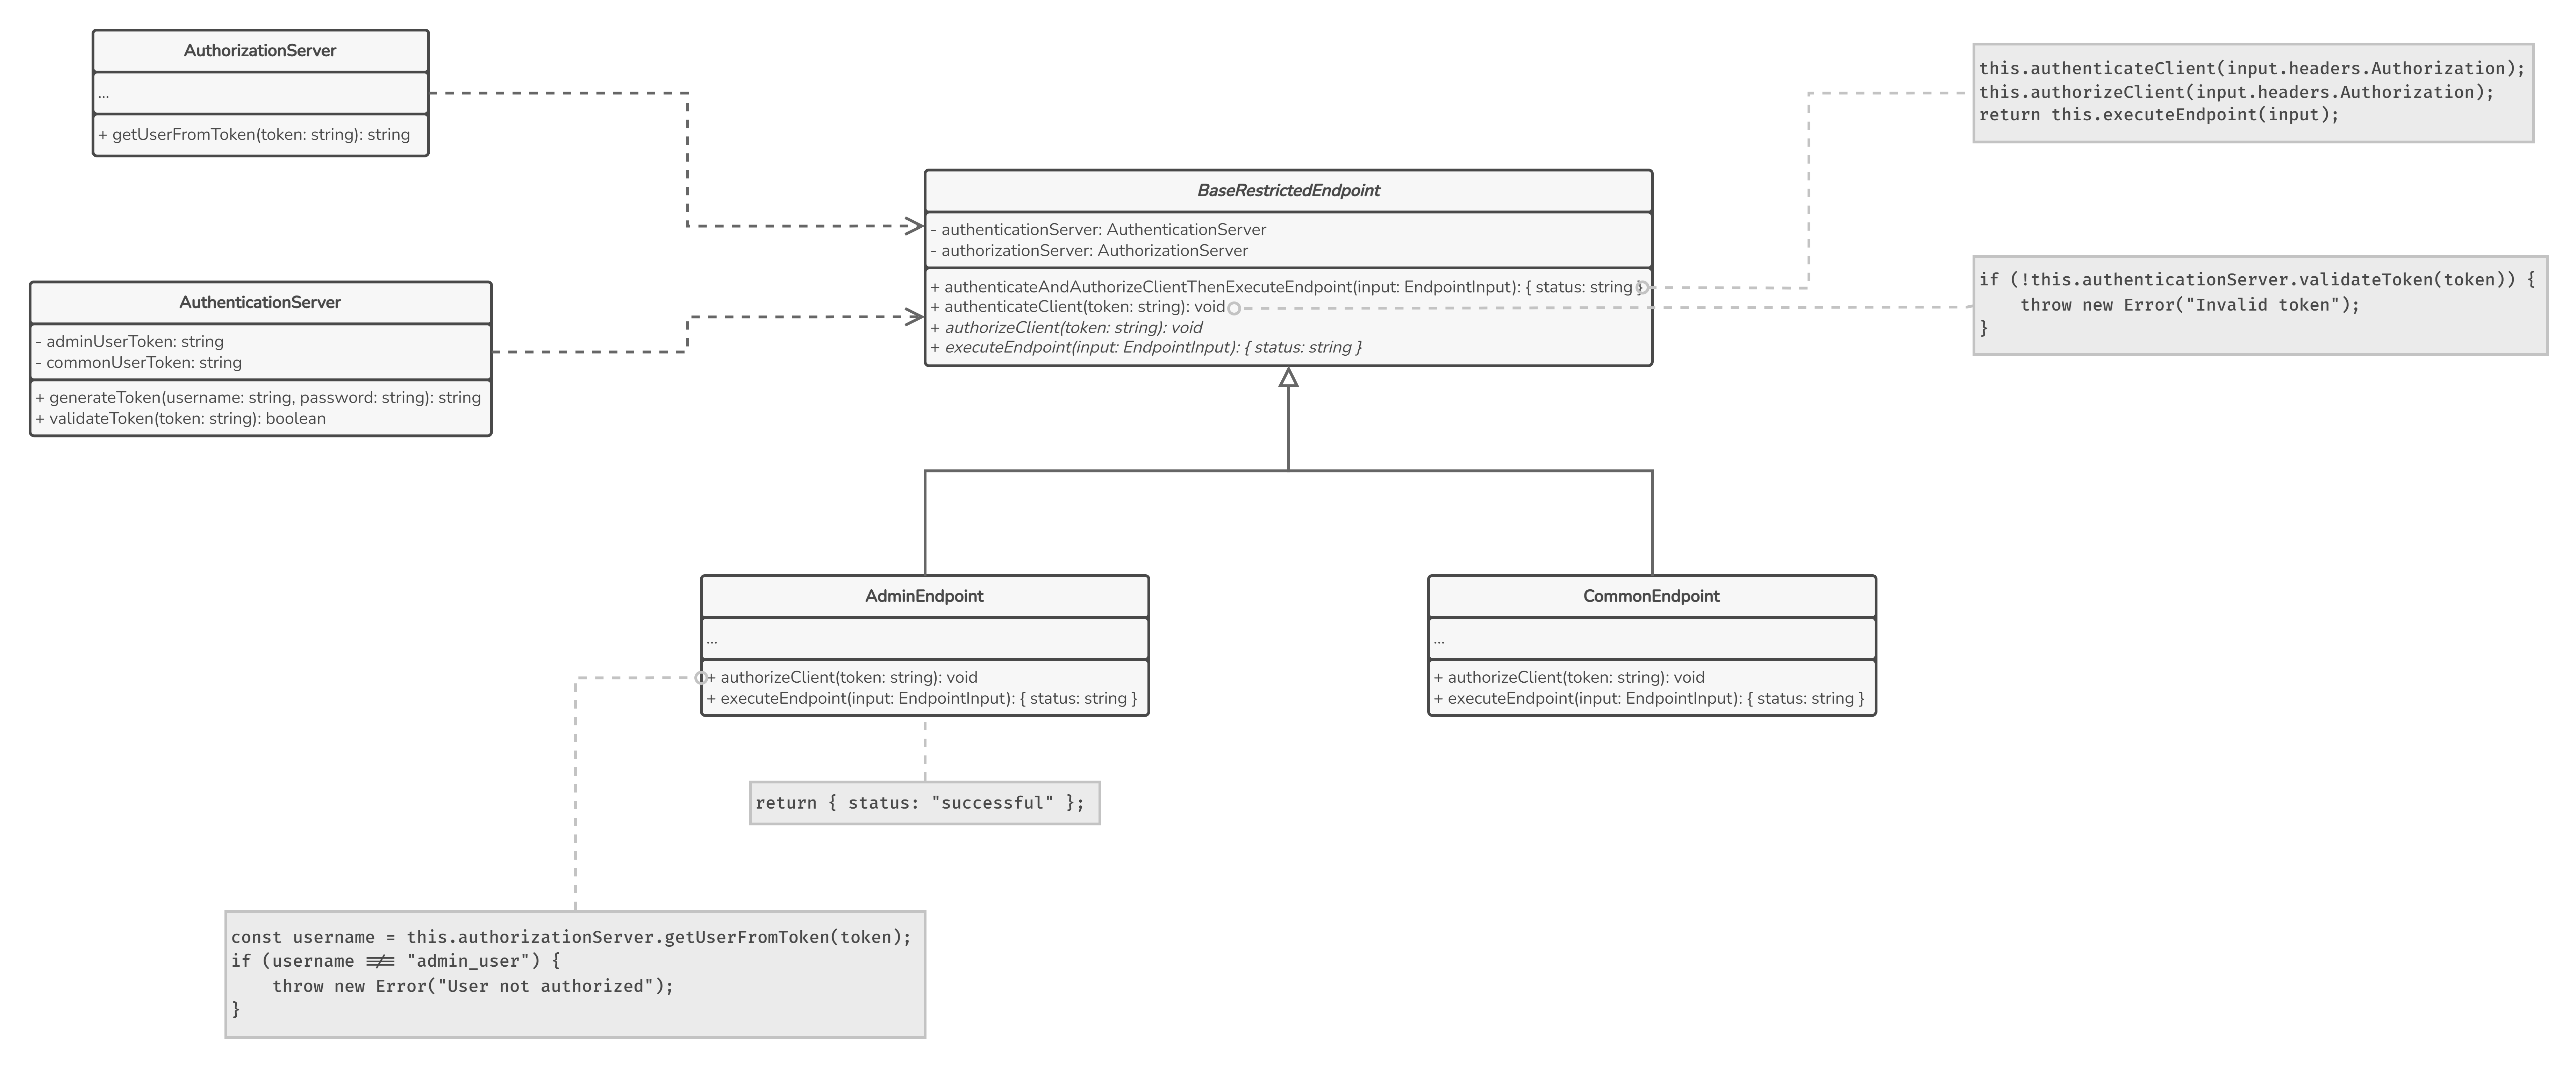 AuthorizationServer
...
+ getUserFromToken(token: string): string
AuthenticationServer
- adminUserToken: string
- commonUserToken: string
+ generateToken(username: string, password: string): string
+ validateToken(token: string): boolean
BaseRestrictedEndpoint
- authenticationServer: AuthenticationServer
- authorizationServer: AuthorizationServer
+ authenticateAndAuthorizeClientThenExecuteEndpoint(input: EndpointInput): { status: string }
+ authenticateClient(token: string): void
+ authorizeClient(token: string): void
+ executeEndpoint(input: EndpointInput): { status: string }
this.authenticateClient(input.headers.Authorization);
this.authorizeClient(input.headers.Authorization);
return this.executeEndpoint(input);
if (!this.authenticationServer.validateToken(token)) {
    throw new Error("Invalid token");
}
AdminEndpoint
...
+ authorizeClient(token: string): void
+ executeEndpoint(input: EndpointInput): { status: string }
CommonEndpoint
...
+ authorizeClient(token: string): void
+ executeEndpoint(input: EndpointInput): { status: string }
return { status: "successful" };
const username = this.authorizationServer.getUserFromToken(token);
if (username !== "admin_user") {
    throw new Error("User not authorized");
}